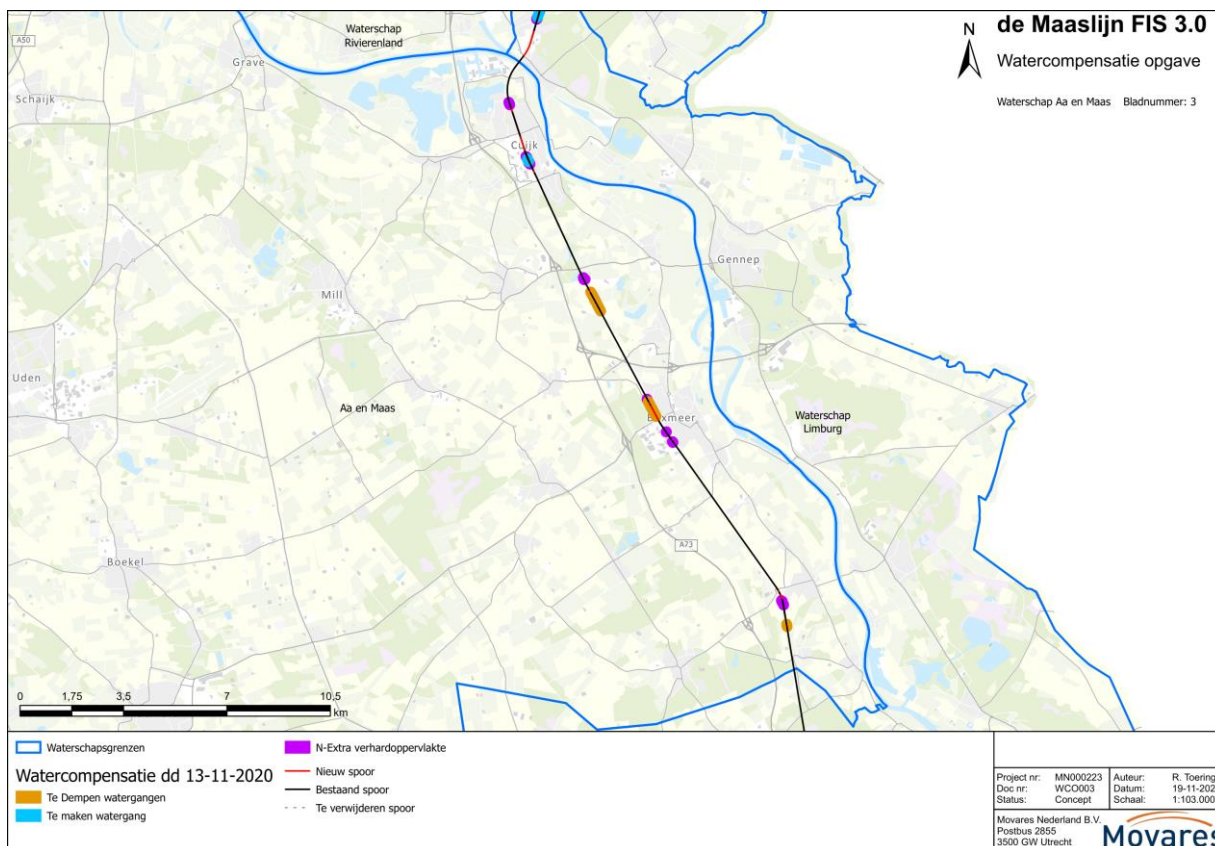 de Maaslijn FIS 3.0
Watercompensatie opgave
Waterschap Aa en Maas Bladnummer: 3
N
A50
Waterschap
Rivierenland
Grave
Schaijk
Cuijk
Gennep
Mill
Uden
Aa en Maas
Waterschap
Limburg
A73
Boekel
0 1,75 3,5 7 10,5
km
Waterschapsgrenzen
Watercompensatie dd 13-11-2020
Te Dempen watergangen
Te maken watergang
N-Extra verhardoppervlakte
Nieuw spoor
Bestaand spoor
Te verwijderen spoor
Project nr: MN000223 Auteur: R. Toering
Doc nr: WCO003 Datum: 19-11-202
Status: Concept Schaal: 1:103.000
Movares Nederland B.V.
Postbus 2855
3500 GW Utrecht
Movares